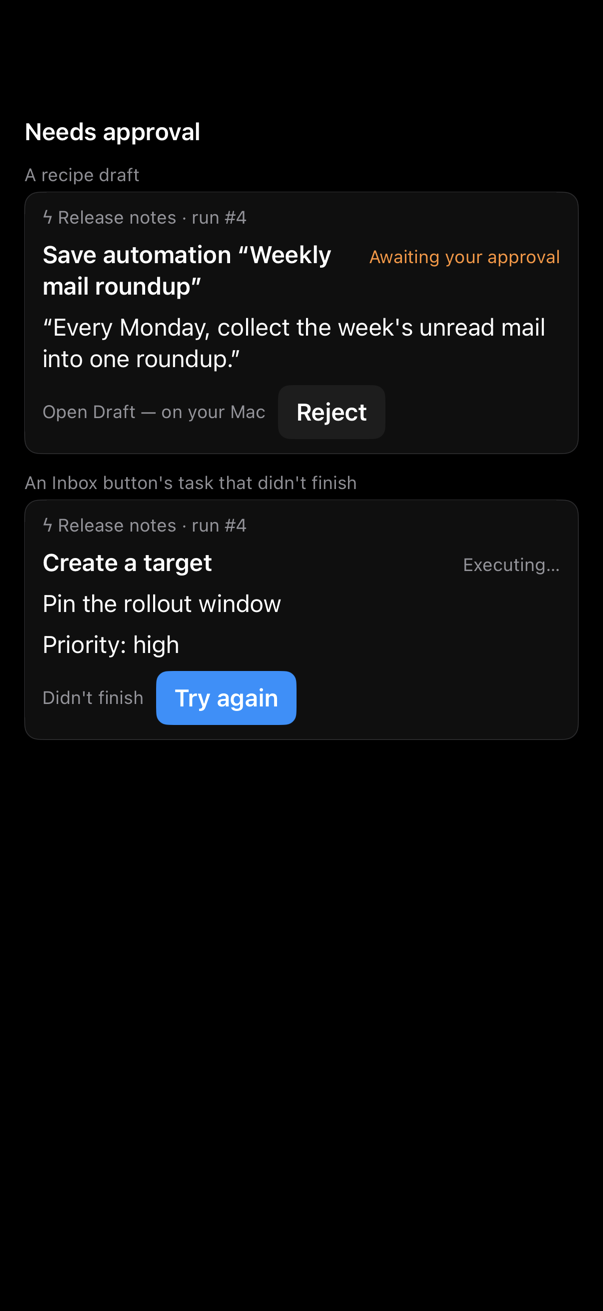 Needs approval
A recipe draft
ϟ Release notes · run #4
Save automation “Weekly
mail roundup”
Awaiting your approval
“Every Monday, collect the week's unread mail
into one roundup.”
Open Draft — on your Mac
Reject
An Inbox button's task that didn't finish
ϟ Release notes · run #4
Create a target
Executing...
Pin the rollout window
Priority: high
Didn't finish
Try again